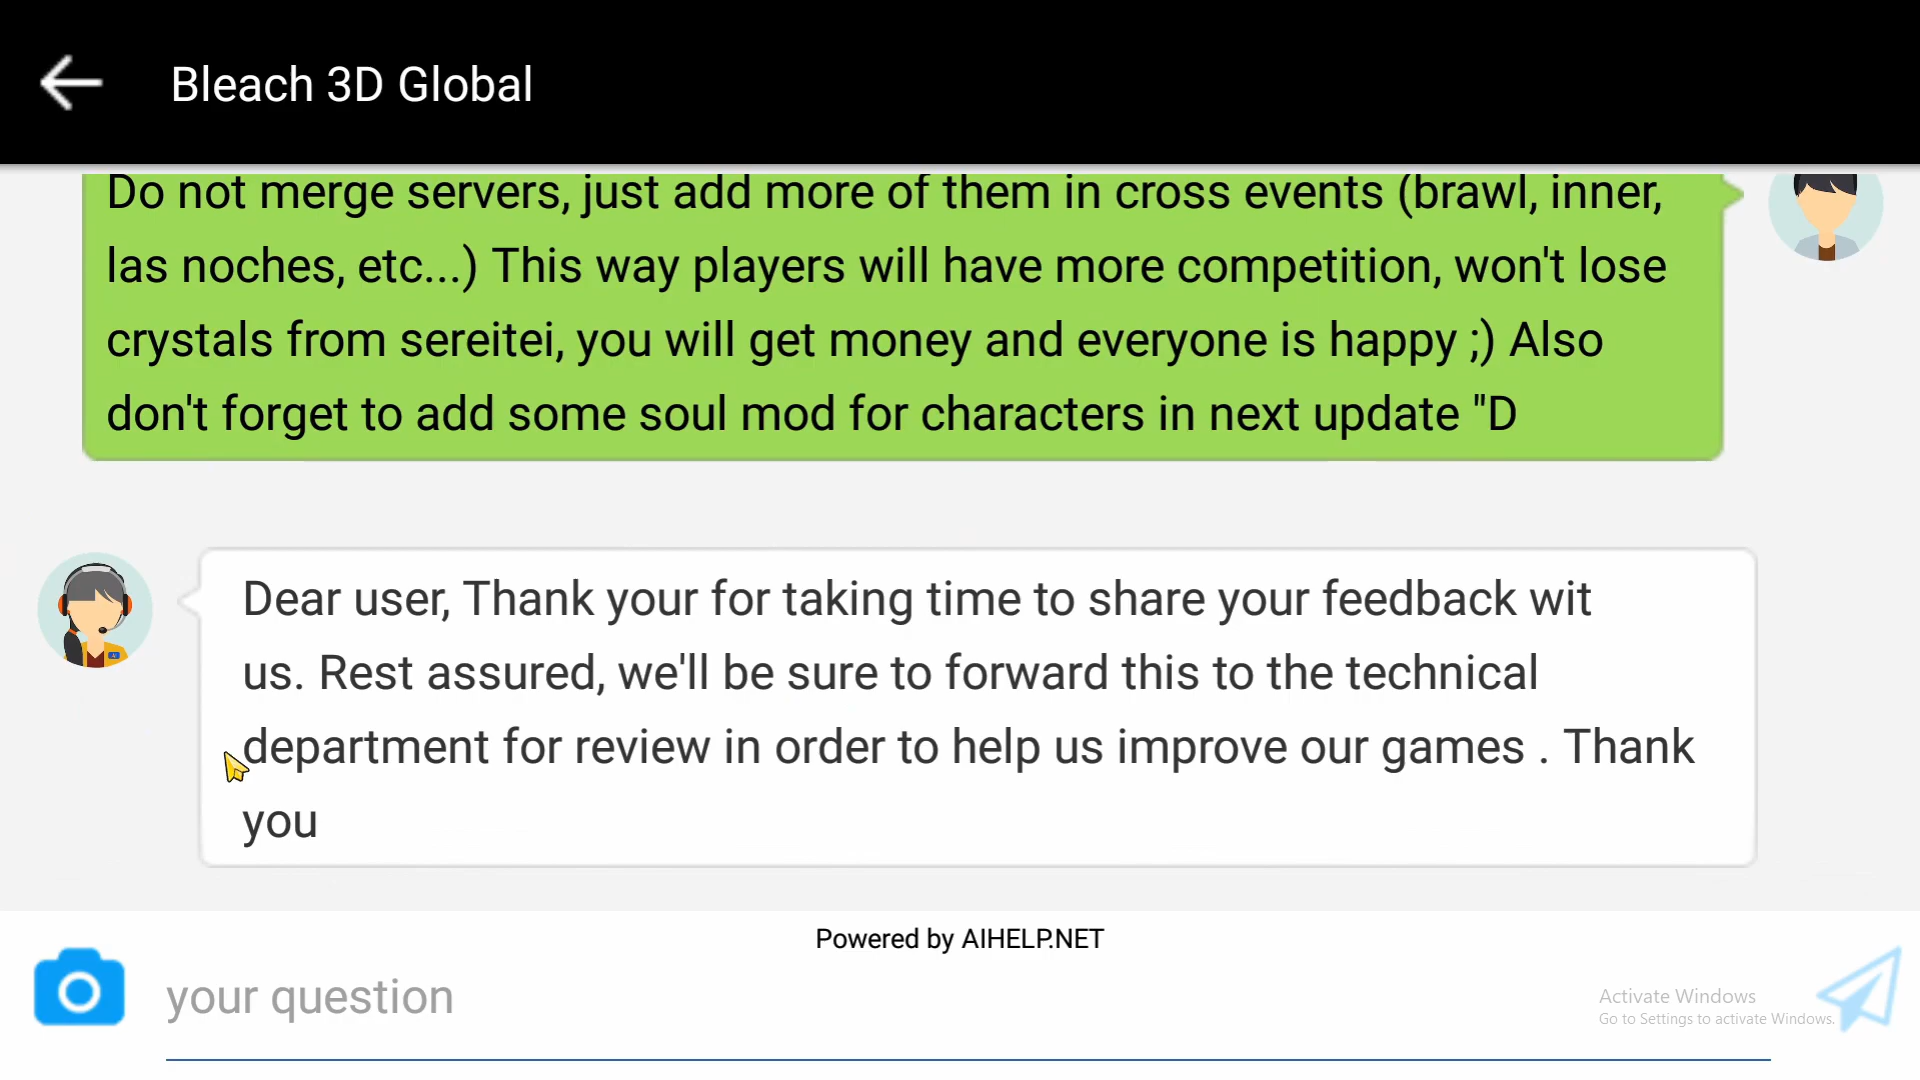 Bleach 3D Global
Do not merge servers, just add more of them in cross events (brawl, inner,
las noches, etc...) This way players will have more competition, won't lose
crystals from sereitei, you will get money and everyone is happy ;) Also
don't forget to add some soul mod for characters in next update "D
Dear user, Thank your for taking time to share your feedback wit
us. Rest assured, we'll be sure to forward this to the technical
department for review in order to help us improve our games . Thank
you
Powered by AIHELP.NET
your question
Activate Windows
Go to Settings to activate Windows.